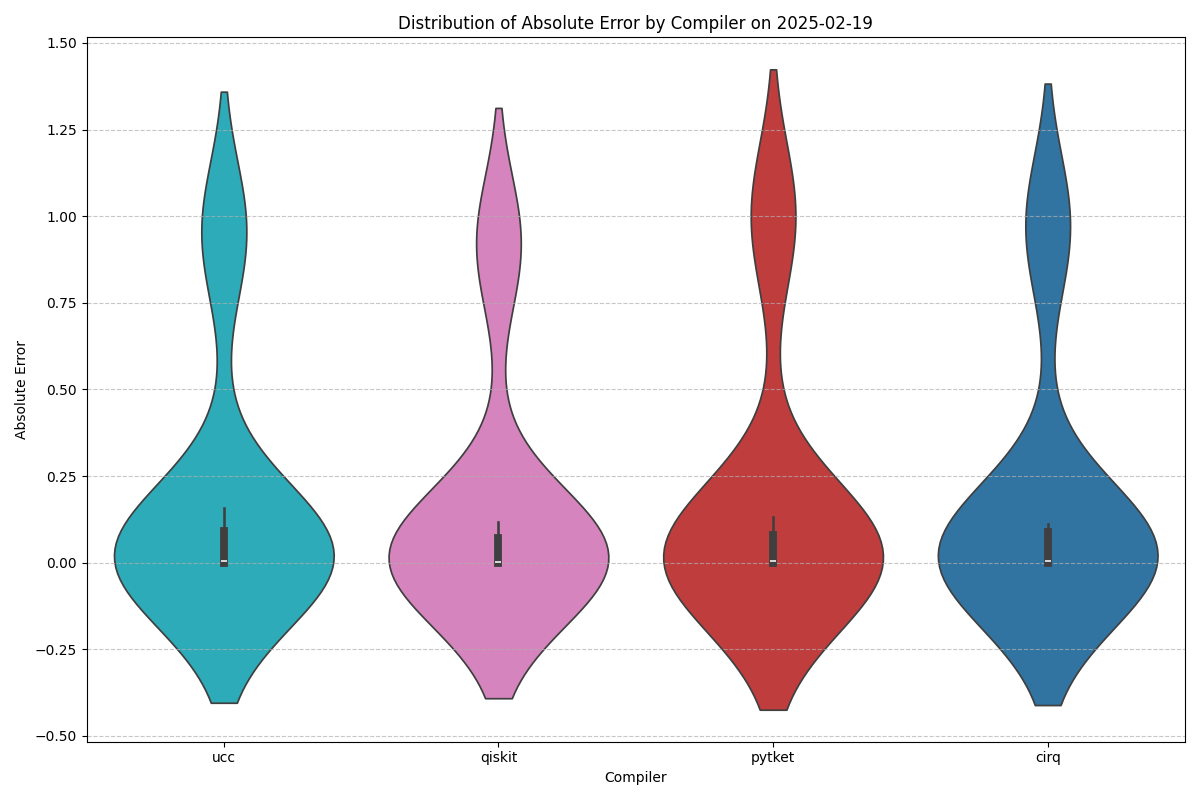 Distribution of Absolute Error by Compiler on 2025-02-19
1.50
1.25
1.00
0.75
0.50
0.25
0.00
−0.25
−0.50
Absolute Error
ucc
qiskit
pytket
cirq
Compiler